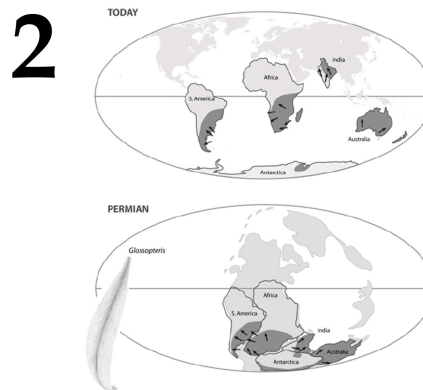 2
TODAY
India
Africa
S. America
Australia
Antarctica
PERMIAN
Glossopteris
Africa
S. America
India
Australia
Antarctica